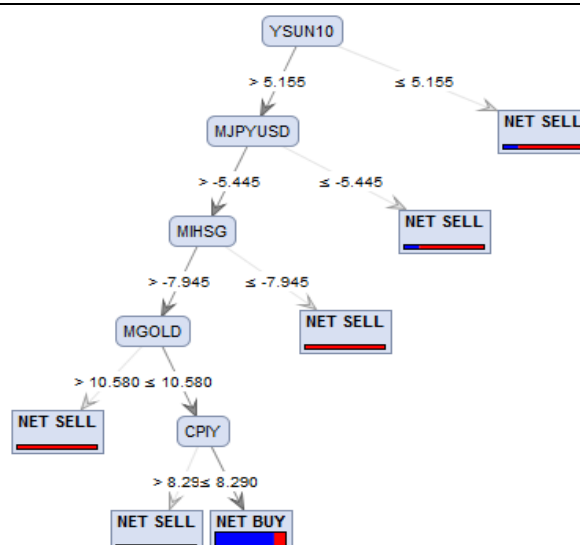 YSUN10
> 5.155 ≤ 5.155
MJPYUSD NET SELL
> -5.445 ≤ -5.445
MIHSG NET SELL
> -7.945 ≤ -7.945
MGOLD NET SELL
> 10.580 ≤ 10.580
NET SELL CPIY
> 8.29 ≤ 8.290
NET SELL NET BUY